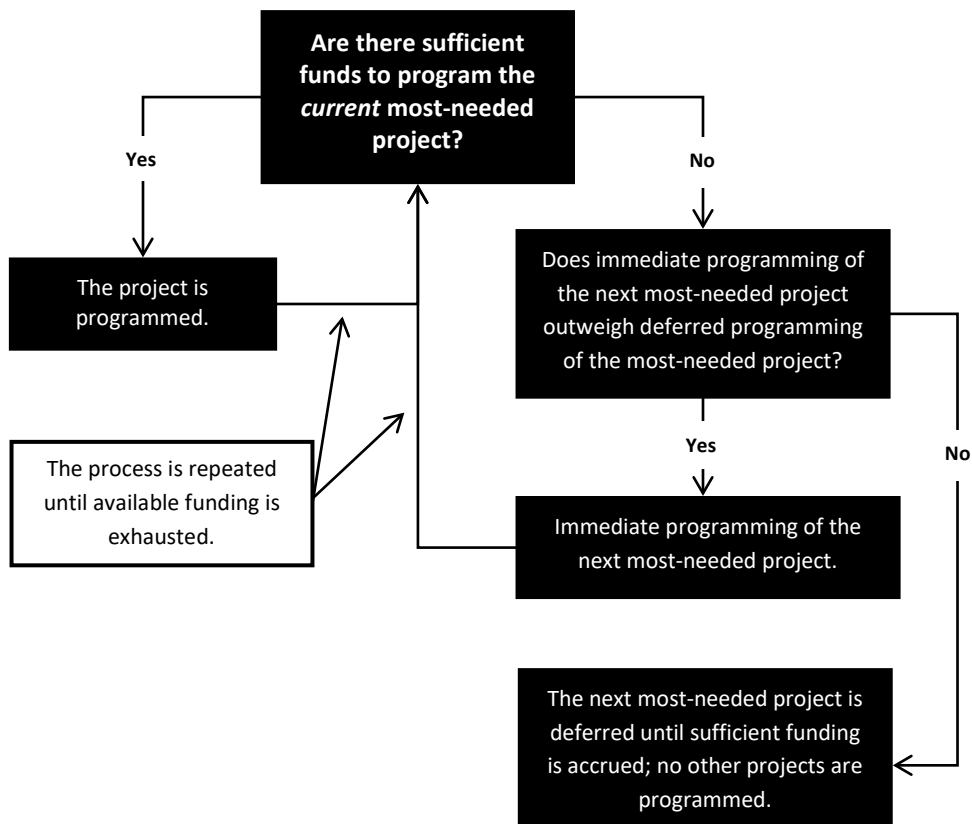 Are there sufficient
funds to program the
current most-needed
project?
Yes
No
The project is
programmed.
Does immediate programming of
the next most-needed project
outweigh deferred programming
of the most-needed project?
Yes
No
The process is repeated
until available funding is
exhausted.
Immediate programming of the
next most-needed project.
The next most-needed project is
deferred until sufficient funding
is accrued; no other projects are
programmed.